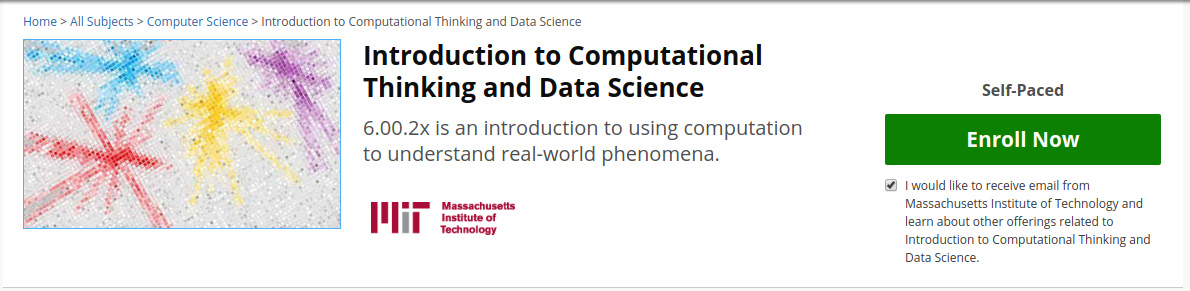 Home > All Subjects > Computer Science > Introduction to Computational Thinking and Data Science
Introduction to Computational
Thinking and Data Science
6.00.2x is an introduction to using computation
to understand real-world phenomena.
Massachusetts
Institute of
Technology
Self-Paced
Enroll Now
I would like to receive email from
Massachusetts Institute of Technology and
learn about other offerings related to
Introduction to Computational Thinking and
Data Science.